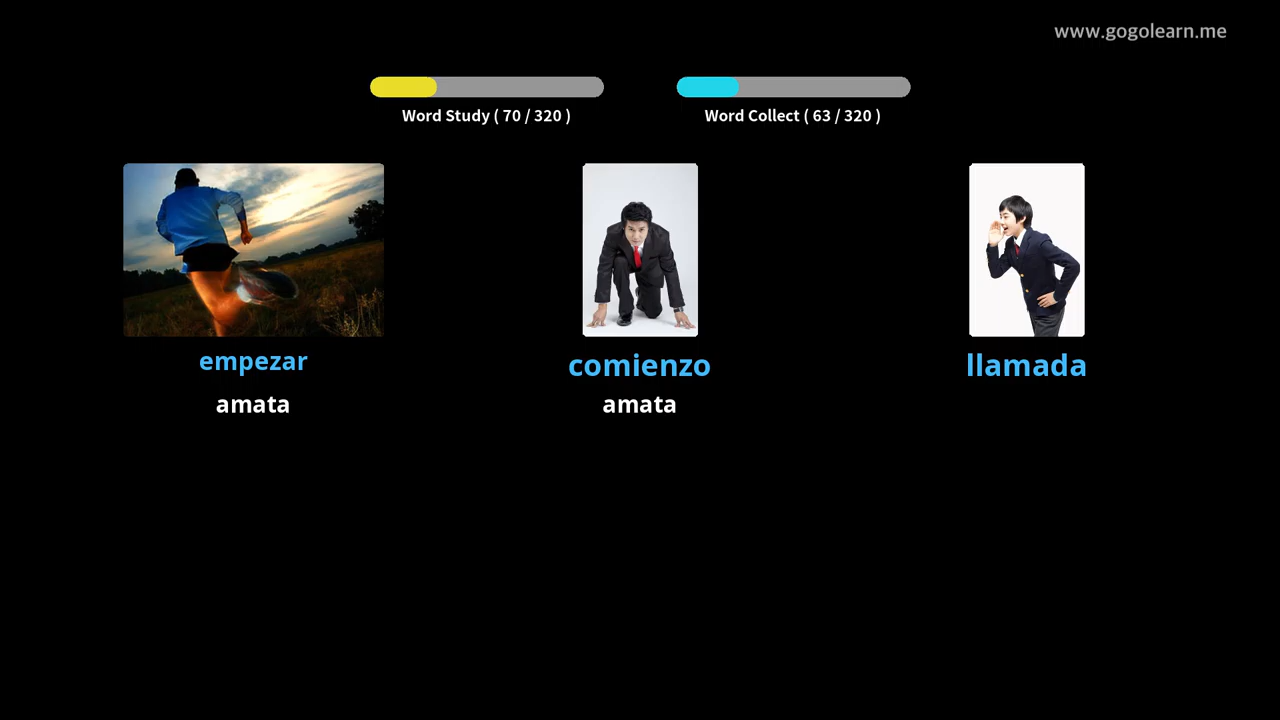 www.gogolearn.me
Word Study ( 70 / 320 )
Word Collect ( 63 / 320 )
empezar
comienzo
llamada
amata
amata